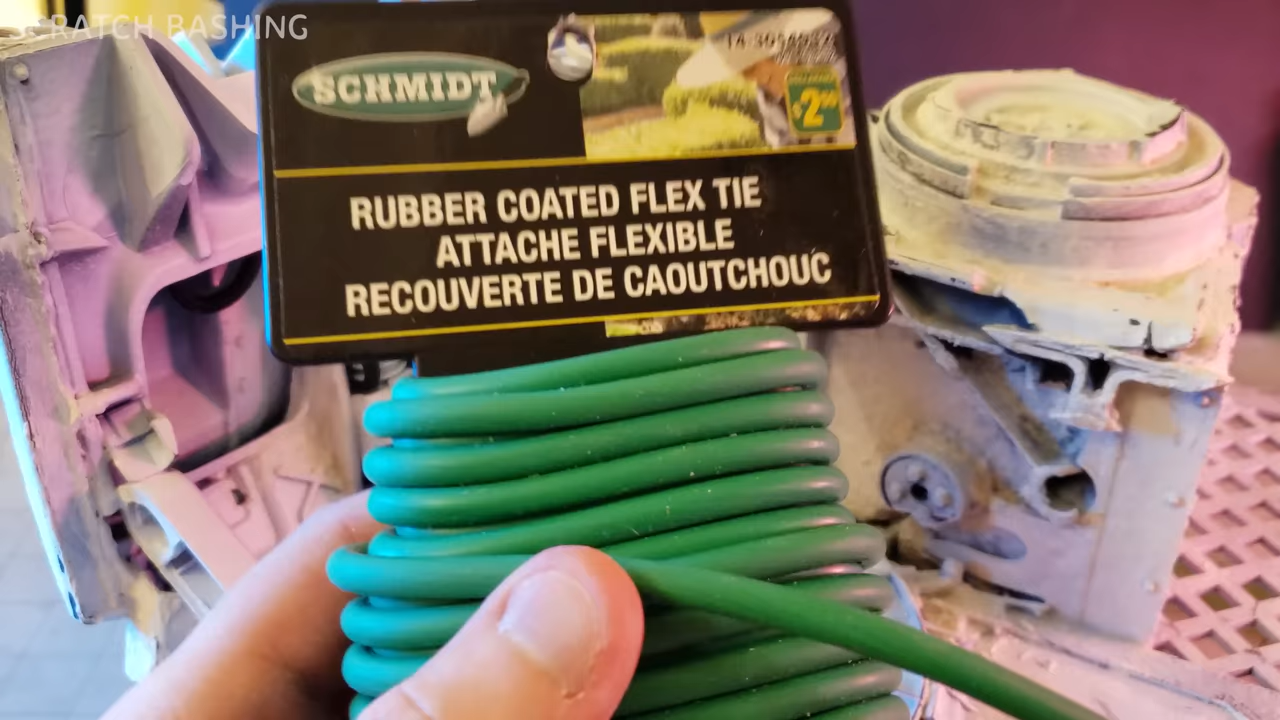 SCRATCH BASHING
SCHMIDT
$2
RUBBER COATED FLEX TIE
ATTACHE FLEXIBLE
RECOUVERTE DE CAOUTCHOUC